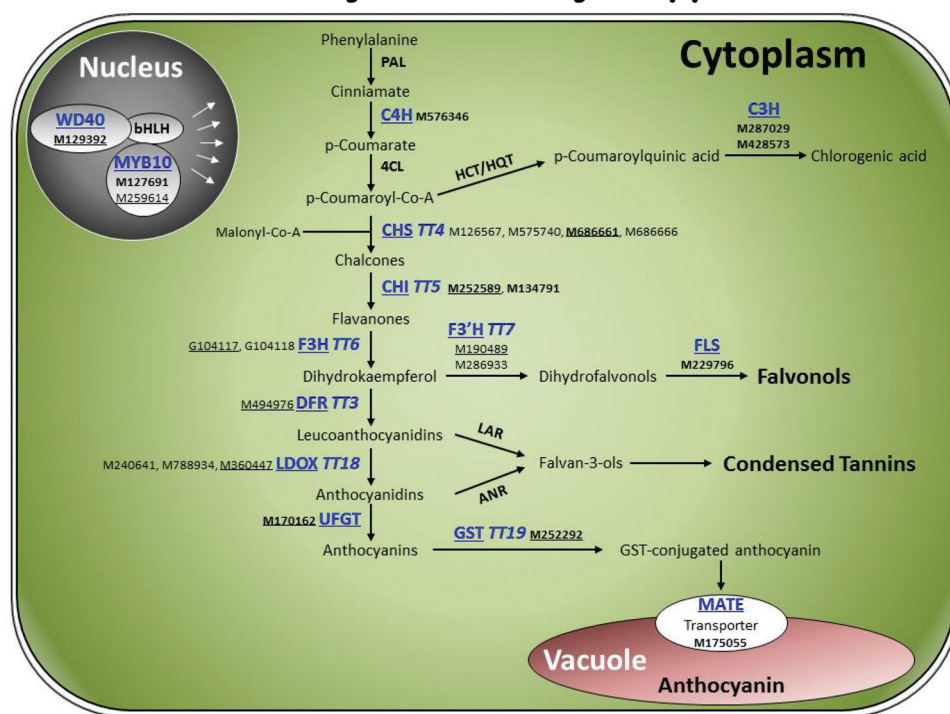 Nucleus
WD40
M129392
bHLH
MYB10
M127691
M259614
Cytoplasm
Phenylalanine
PAL
Cinniamate
C4H M576346
p-Coumarate
4CL
p-Coumaroyl-Co-A
HCT/HQT
p-Coumaroylquinic acid
C3H
M287029
M428573
Chlorogenic acid
Malonyl-Co-A
CHS TT4 M126567, M575740, M686661, M686666
Chalcones
CHI TT5 M252589, M134791
Flavanones
G104117, G104118 F3H TT6
F3'H TT7
M190489
M286933
FLS
M229796
Dihydrokaempferol
Dihydrofalvonols
Falvonols
M494976 DFR TT3
Leucoanthocyanidins
LAR
M240641, M788934, M360447 LDOX TT18
Falvan-3-ols
Condensed Tannins
Anthocyanidins
ANR
M170162 UFGT
GST TT19 M252292
Anthocyanins
GST-conjugated anthocyanin
MATE
Transporter
M175055
Vacuole
Anthocyanin